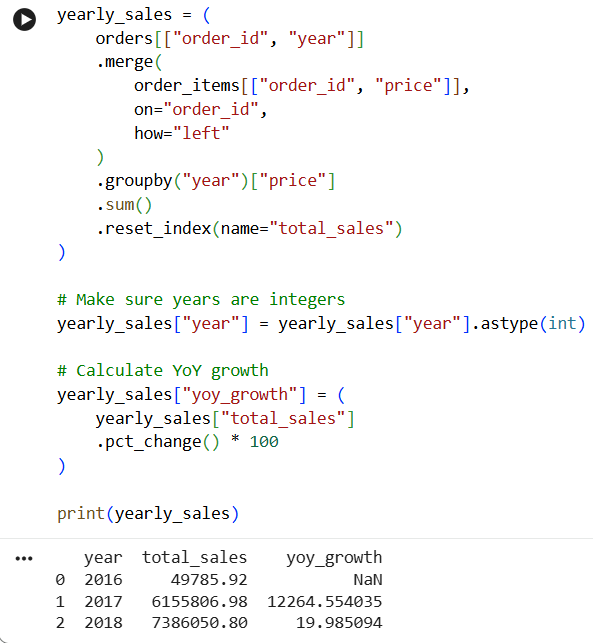 yearly_sales = (
    orders[["order_id", "year"]]
    .merge(
        order_items[["order_id", "price"]],
        on="order_id",
        how="left"
    )
    .groupby("year")["price"]
    .sum()
    .reset_index(name="total_sales")
)

# Make sure years are integers
yearly_sales["year"] = yearly_sales["year"].astype(int)

# Calculate YoY growth
yearly_sales["yoy_growth"] = (
    yearly_sales["total_sales"]
    .pct_change() * 100
)

print(yearly_sales)

   year  total_sales    yoy_growth
0  2016     49785.92           NaN
1  2017   6155806.98  12264.554035
2  2018   7386050.80     19.985094